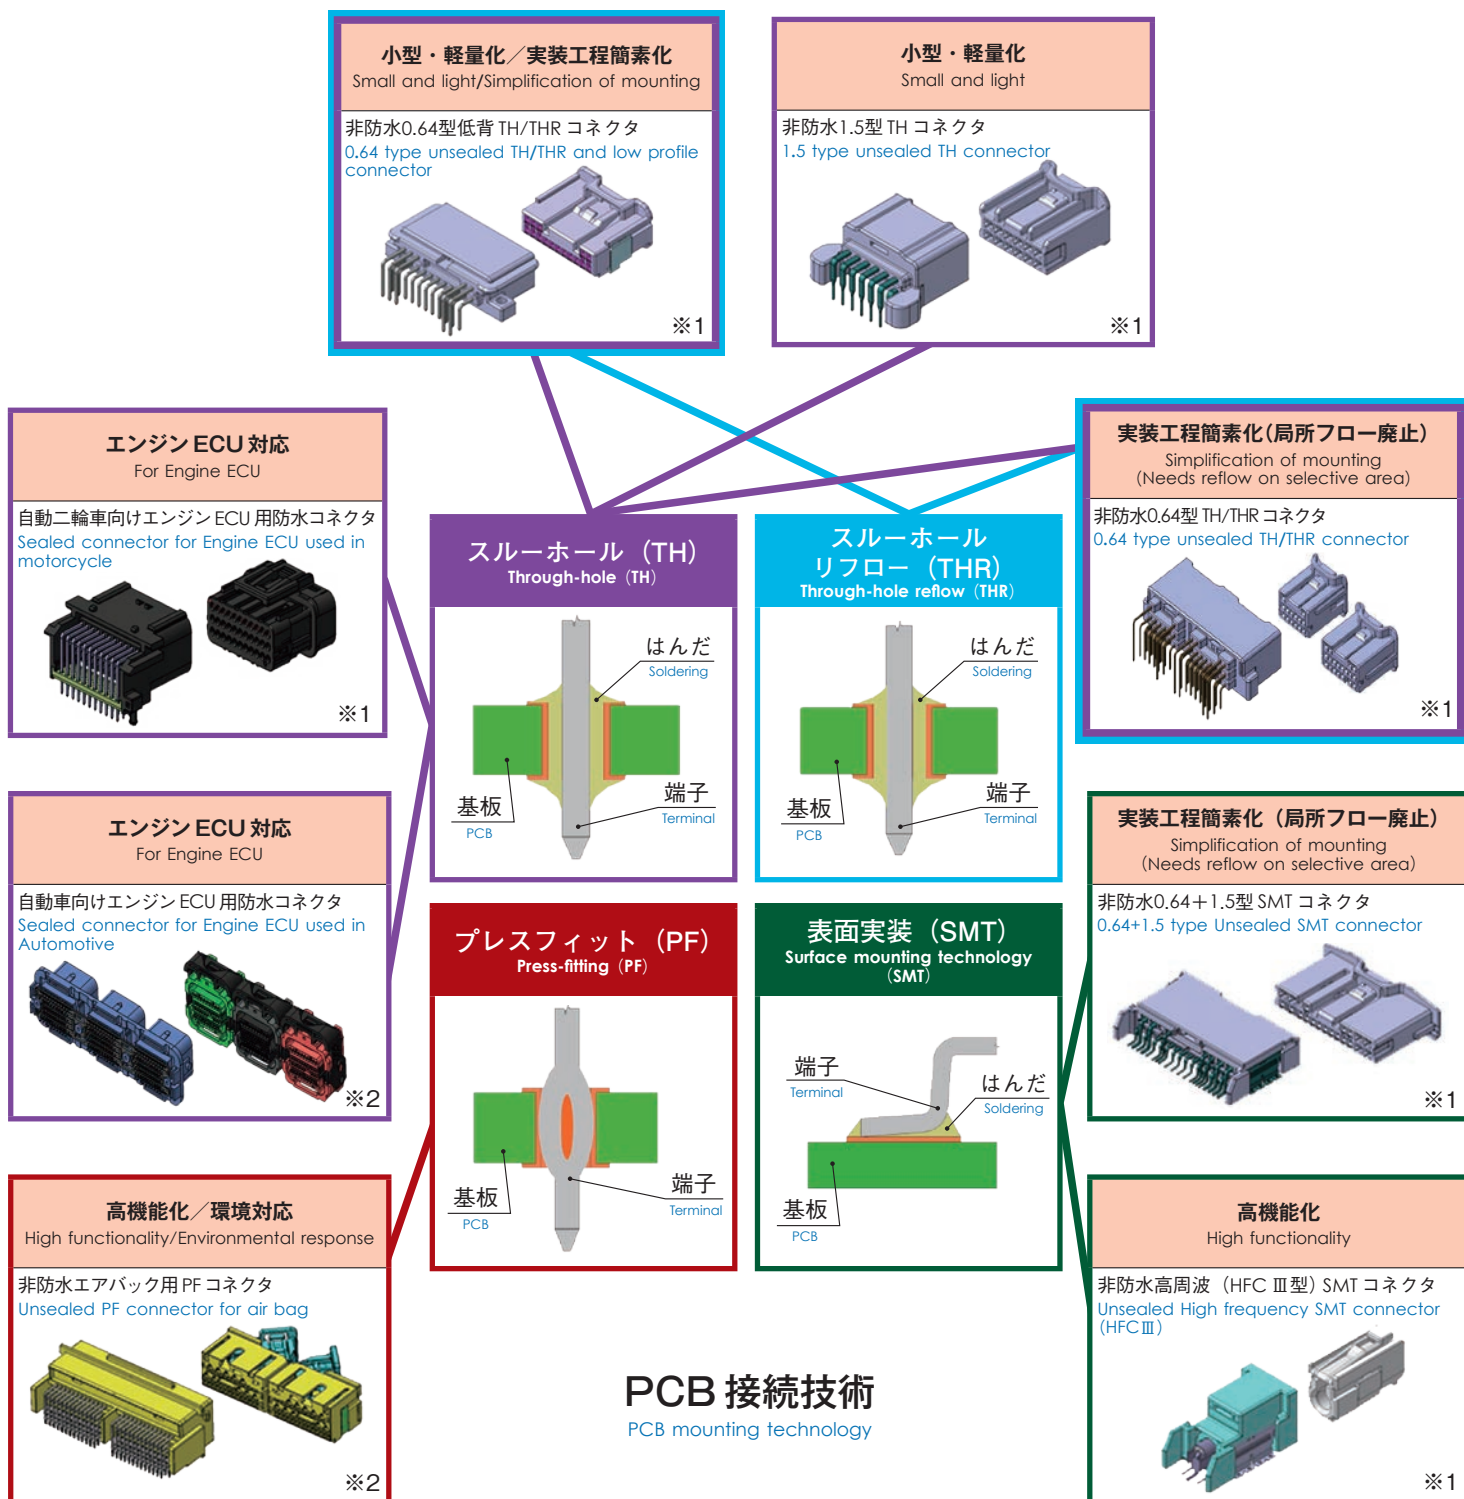 小型・軽量化／実装工程簡素化
Small and light/Simplification of mounting
非防水0.64型低背 TH/THR コネクタ
0.64 type unsealed TH/THR and low profile
connector
※1
小型・軽量化
Small and light
非防水1.5型 TH コネクタ
1.5 type unsealed TH connector
※1
エンジン ECU 対応
For Engine ECU
自動二輪車向けエンジン ECU 用防水コネクタ
Sealed connector for Engine ECU used in
motorcycle
※1
実装工程簡素化（局所フロー廃止）
Simplification of mounting
(Needs reflow on selective area)
非防水0.64型 TH/THR コネクタ
0.64 type unsealed TH/THR connector
※1
スルーホール（TH）
Through-hole（TH）
はんだ
Soldering
基板
PCB
端子
Terminal
スルーホール
リフロー（THR）
Through-hole reflow（THR）
はんだ
Soldering
基板
PCB
端子
Terminal
エンジン ECU 対応
For Engine ECU
自動車向けエンジン ECU 用防水コネクタ
Sealed connector for Engine ECU used in
Automotive
※2
実装工程簡素化（局所フロー廃止）
Simplification of mounting
(Needs reflow on selective area)
非防水0.64＋1.5型 SMT コネクタ
0.64+1.5 type Unsealed SMT connector
※1
プレスフィット（PF）
Press-fitting（PF）
基板
PCB
端子
Terminal
表面実装（SMT）
Surface mounting technology
（SMT）
端子
Terminal
はんだ
Soldering
基板
PCB
高機能化／環境対応
High functionality/Environmental response
非防水エアバック用 PF コネクタ
Unsealed PF connector for air bag
※2
高機能化
High functionality
非防水高周波（HFC Ⅲ型）SMT コネクタ
Unsealed High frequency SMT connector
(HFCⅢ)
※1
PCB 接続技術
PCB mounting technology